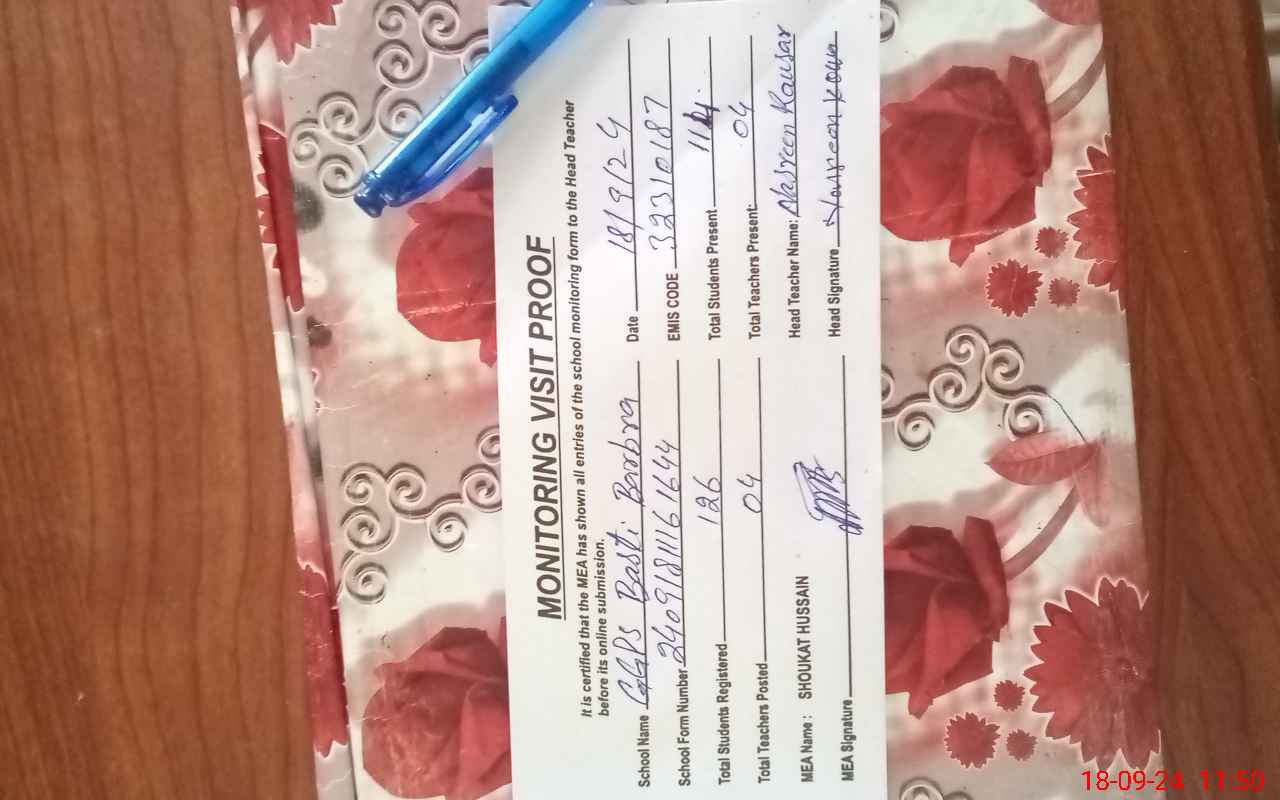 MONITORING VISIT PROOF
It is certified that the MEA has shown all entries of the school monitoring form to the Head Teacher
before its online submission.
School Name GGPS Basti Barbra Date 18/9/24
School Form Number 24091811161644 EMIS CODE 32310187
Total Students Registered 126 Total Students Present 114
Total Teachers Posted 04 Total Teachers Present: 04
MEA Name : SHOUKAT HUSSAIN Head Teacher Name: Nasreen Kausar
MEA Signature Head Signature
18-09-24 11:50